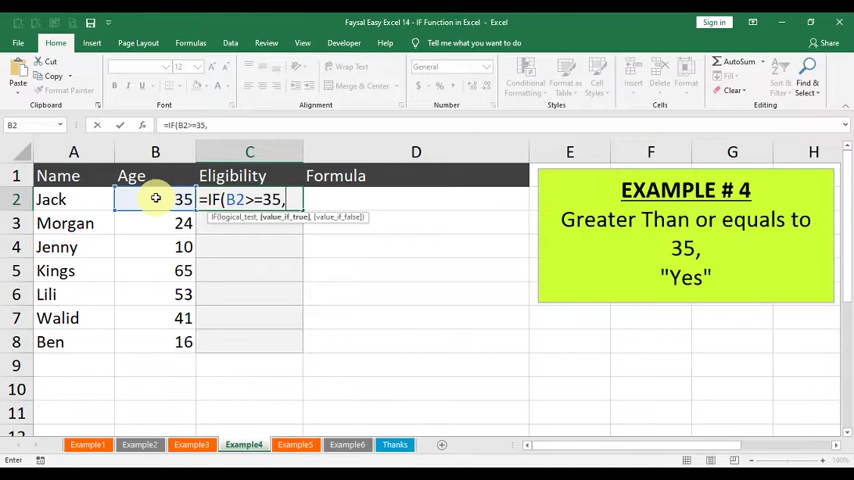 Faysal Easy Excel 14 - IF Function in Excel - Excel
Sign in
File Home Insert Page Layout Formulas Data Review View Developer Help Tell me what you want to do Share
Cut
Copy
Paste
Clipboard
12
Font
Wrap Text
Merge & Center
Alignment
General
Number
Conditional Formatting
Format as Table
Cell Styles
Styles
Insert Delete Format
Cells
AutoSum
Fill
Clear
Sort & Filter
Find & Select
Editing
B2 =IF(B2>=35,
A B C D E F G H
1 Name Age Eligibility Formula
2 Jack 35 =IF(B2>=35,
IF(logical_test, [value_if_true], [value_if_false])
3 Morgan 24
4 Jenny 10
5 Kings 65
6 Lili 53
7 Walid 41
8 Ben 16
9
10
11
EXAMPLE # 4
Greater Than or equals to
35,
"Yes"
Example1 Example2 Example3 Example4 Example5 Example6 Thanks
Enter
180%